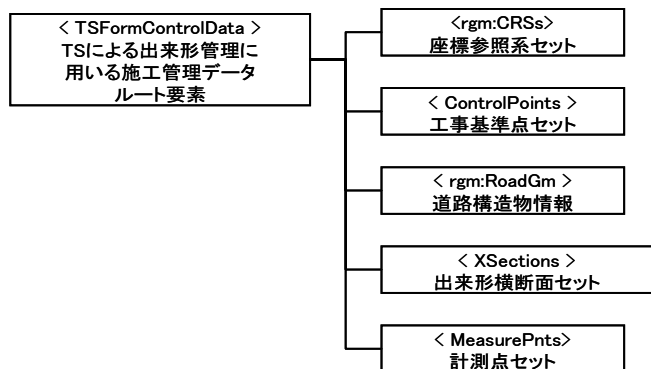 < TSFormControlData >
TSによる出来形管理に
用いる施工管理データ
ルート要素
<rgm:CRSs>
座標参照系セット
< ControlPoints >
工事基準点セット
< rgm:RoadGm >
道路構造物情報
< XSections >
出来形横断面セット
< MeasurePnts>
計測点セット